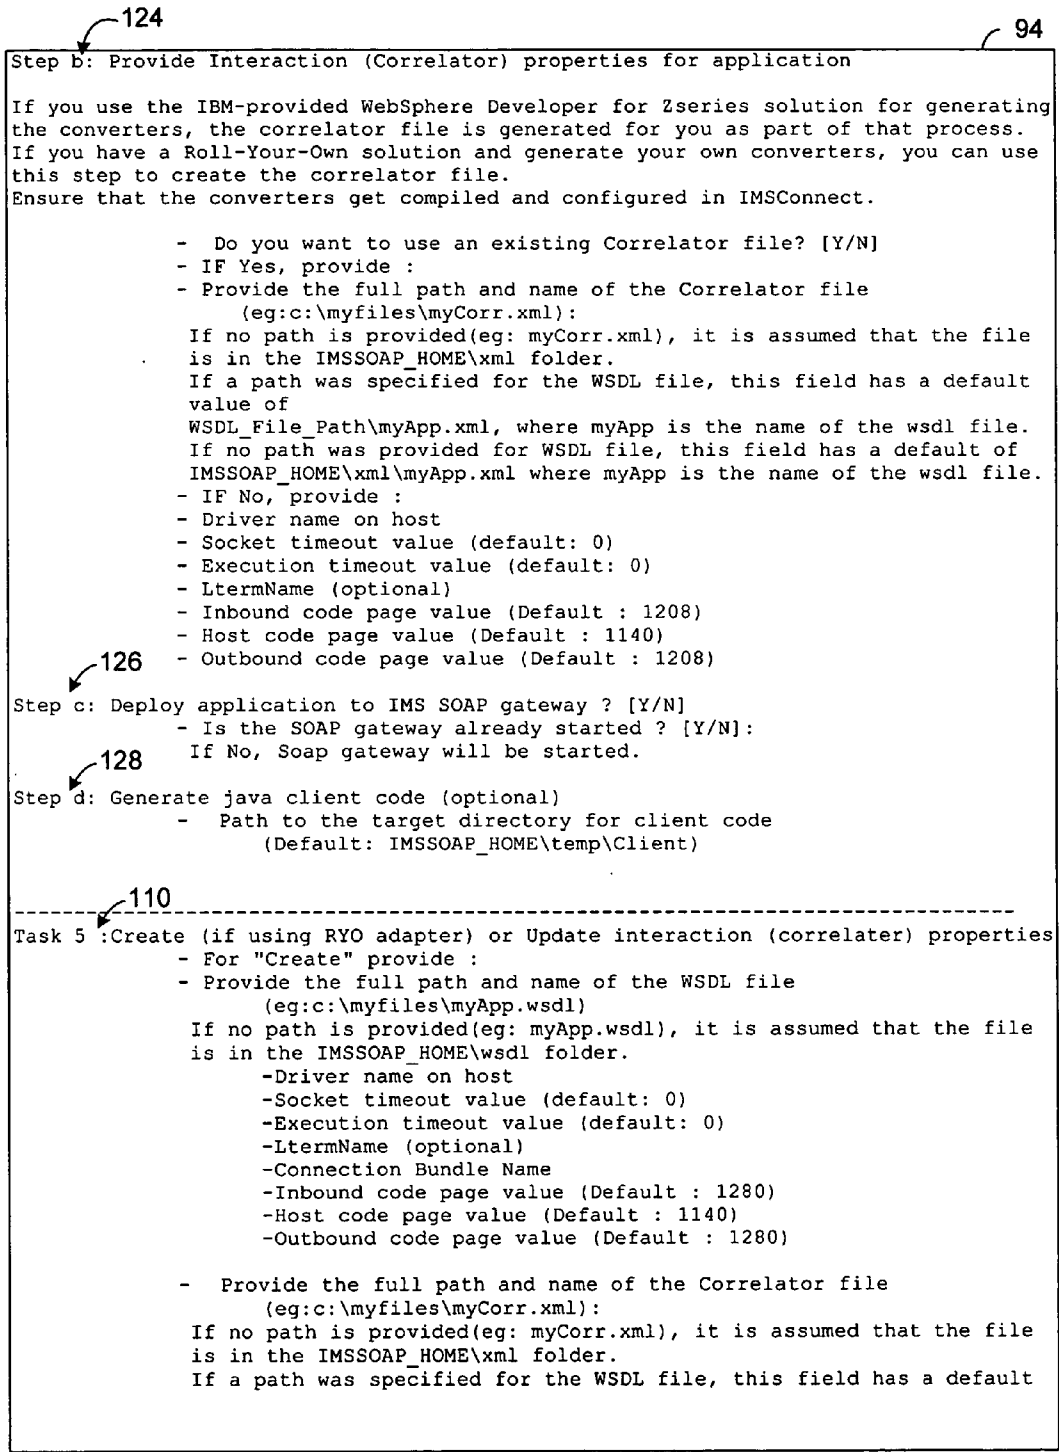 124
94
Step b: Provide Interaction (Correlator) properties for application
If you use the IBM-provided WebSphere Developer for Zseries solution for generating
the converters, the correlator file is generated for you as part of that process.
If you have a Roll-Your-Own solution and generate your own converters, you can use
this step to create the correlator file.
Ensure that the converters get compiled and configured in IMSConnect.
- Do you want to use an existing Correlator file? [Y/N]
- IF Yes, provide :
- Provide the full path and name of the Correlator file
(eg:c:\myfiles\myCorr.xml):
If no path is provided(eg: myCorr.xml), it is assumed that the file
is in the IMSSOAP_HOME\xml folder.
If a path was specified for the WSDL file, this field has a default
value of
WSDL_File_Path\myApp.xml, where myApp is the name of the wsdl file.
If no path was provided for WSDL file, this field has a default of
IMSSOAP_HOME\xml\myApp.xml where myApp is the name of the wsdl file.
- IF No, provide :
- Driver name on host
- Socket timeout value (default: 0)
- Execution timeout value (default: 0)
- LtermName (optional)
- Inbound code page value (Default : 1208)
- Host code page value (Default : 1140)
- Outbound code page value (Default : 1208)
126
Step c: Deploy application to IMS SOAP gateway ? [Y/N]
- Is the SOAP gateway already started ? [Y/N]:
If No, Soap gateway will be started.
128
Step d: Generate java client code (optional)
- Path to the target directory for client code
(Default: IMSSOAP_HOME\temp\Client)
110
Task 5 :Create (if using RYO adapter) or Update interaction (correlater) properties
- For "Create" provide :
- Provide the full path and name of the WSDL file
(eg:c:\myfiles\myApp.wsdl)
If no path is provided(eg: myApp.wsdl), it is assumed that the file
is in the IMSSOAP_HOME\wsdl folder.
-Driver name on host
-Socket timeout value (default: 0)
-Execution timeout value (default: 0)
-LtermName (optional)
-Connection Bundle Name
-Inbound code page value (Default : 1280)
-Host code page value (Default : 1140)
-Outbound code page value (Default : 1280)
- Provide the full path and name of the Correlator file
(eg:c:\myfiles\myCorr.xml):
If no path is provided(eg: myCorr.xml), it is assumed that the file
is in the IMSSOAP_HOME\xml folder.
If a path was specified for the WSDL file, this field has a default